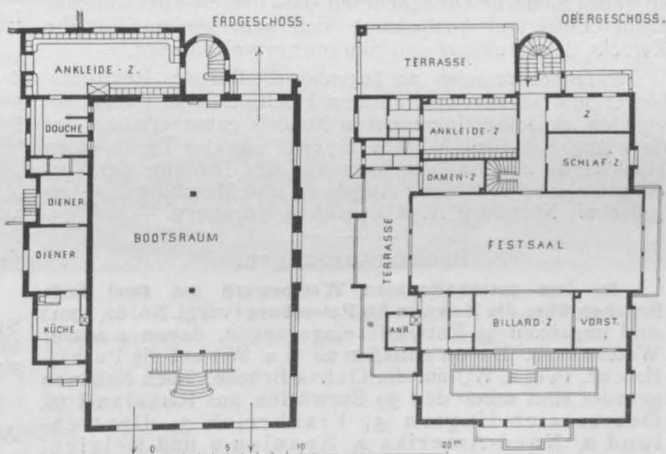 ERDGESCHOSS.
ANKLEIDE-Z.
DOUCHE
DIENER
DIENER
BOOTSRAUM
KÜCHE
0 5 10 20m
OBERGESCHOSS.
TERRASSE.
ANKLEIDE-Z
Z
SCHLAF-Z.
DAMEN-Z
TERRASSE
FESTSAAL
ANR.
BILLARD-Z.
VORST.